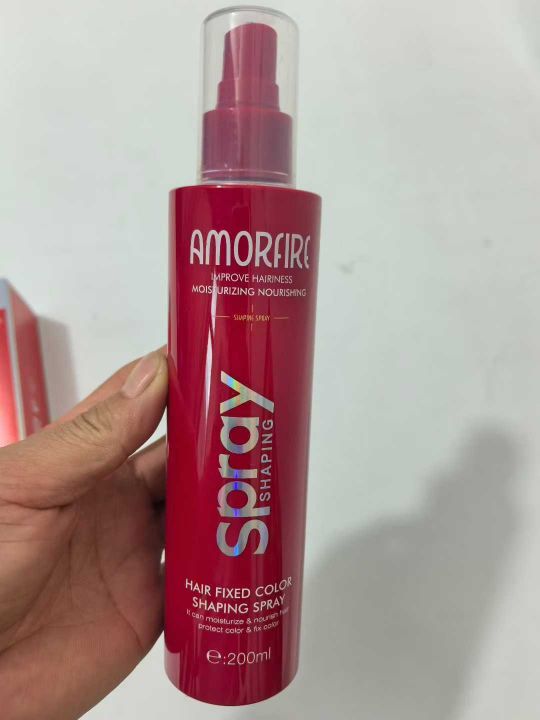 AMORFIRE
IMPROVE HAIRINESS
MOISTURIZING NOURISHING
SHAPING SPRAY
Spray
SHAPING
HAIR FIXED COLOR
SHAPING SPRAY
It can moisturize & nourish hair
protect color & fix color
℮:200ml